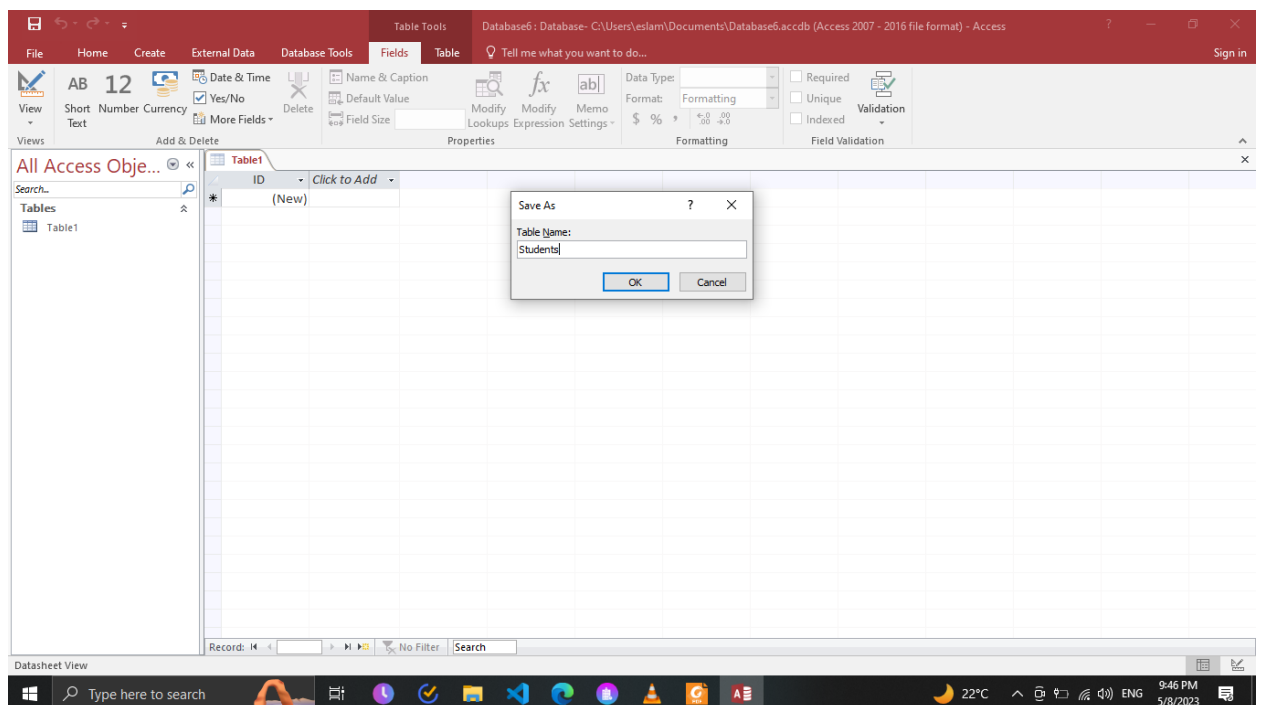 Table Tools
Database6 : Database- C:\Users\eslam\Documents\Database6.accdb (Access 2007 - 2016 file format) - Access
?
File Home Create External Data Database Tools Fields Table Tell me what you want to do... Sign in
View
Views
AB
Short Text
12
Number
Currency
Date & Time
Yes/No
More Fields
Delete
Add & Delete
Name & Caption
Default Value
Field Size
Modify Lookups
fx
Modify Expression
ab
Memo Settings
Properties
Data Type:
Format: Formatting
$ % , .00 .00
Formatting
Required
Unique
Indexed
Validation
Field Validation
All Access Obje... «
Search...
Tables
Table1
Table1
ID Click to Add
* (New)
Save As ?
Table Name:
Students
OK Cancel
Record: No Filter Search
Datasheet View
Type here to search
22°C ENG 9:46 PM
5/8/2023